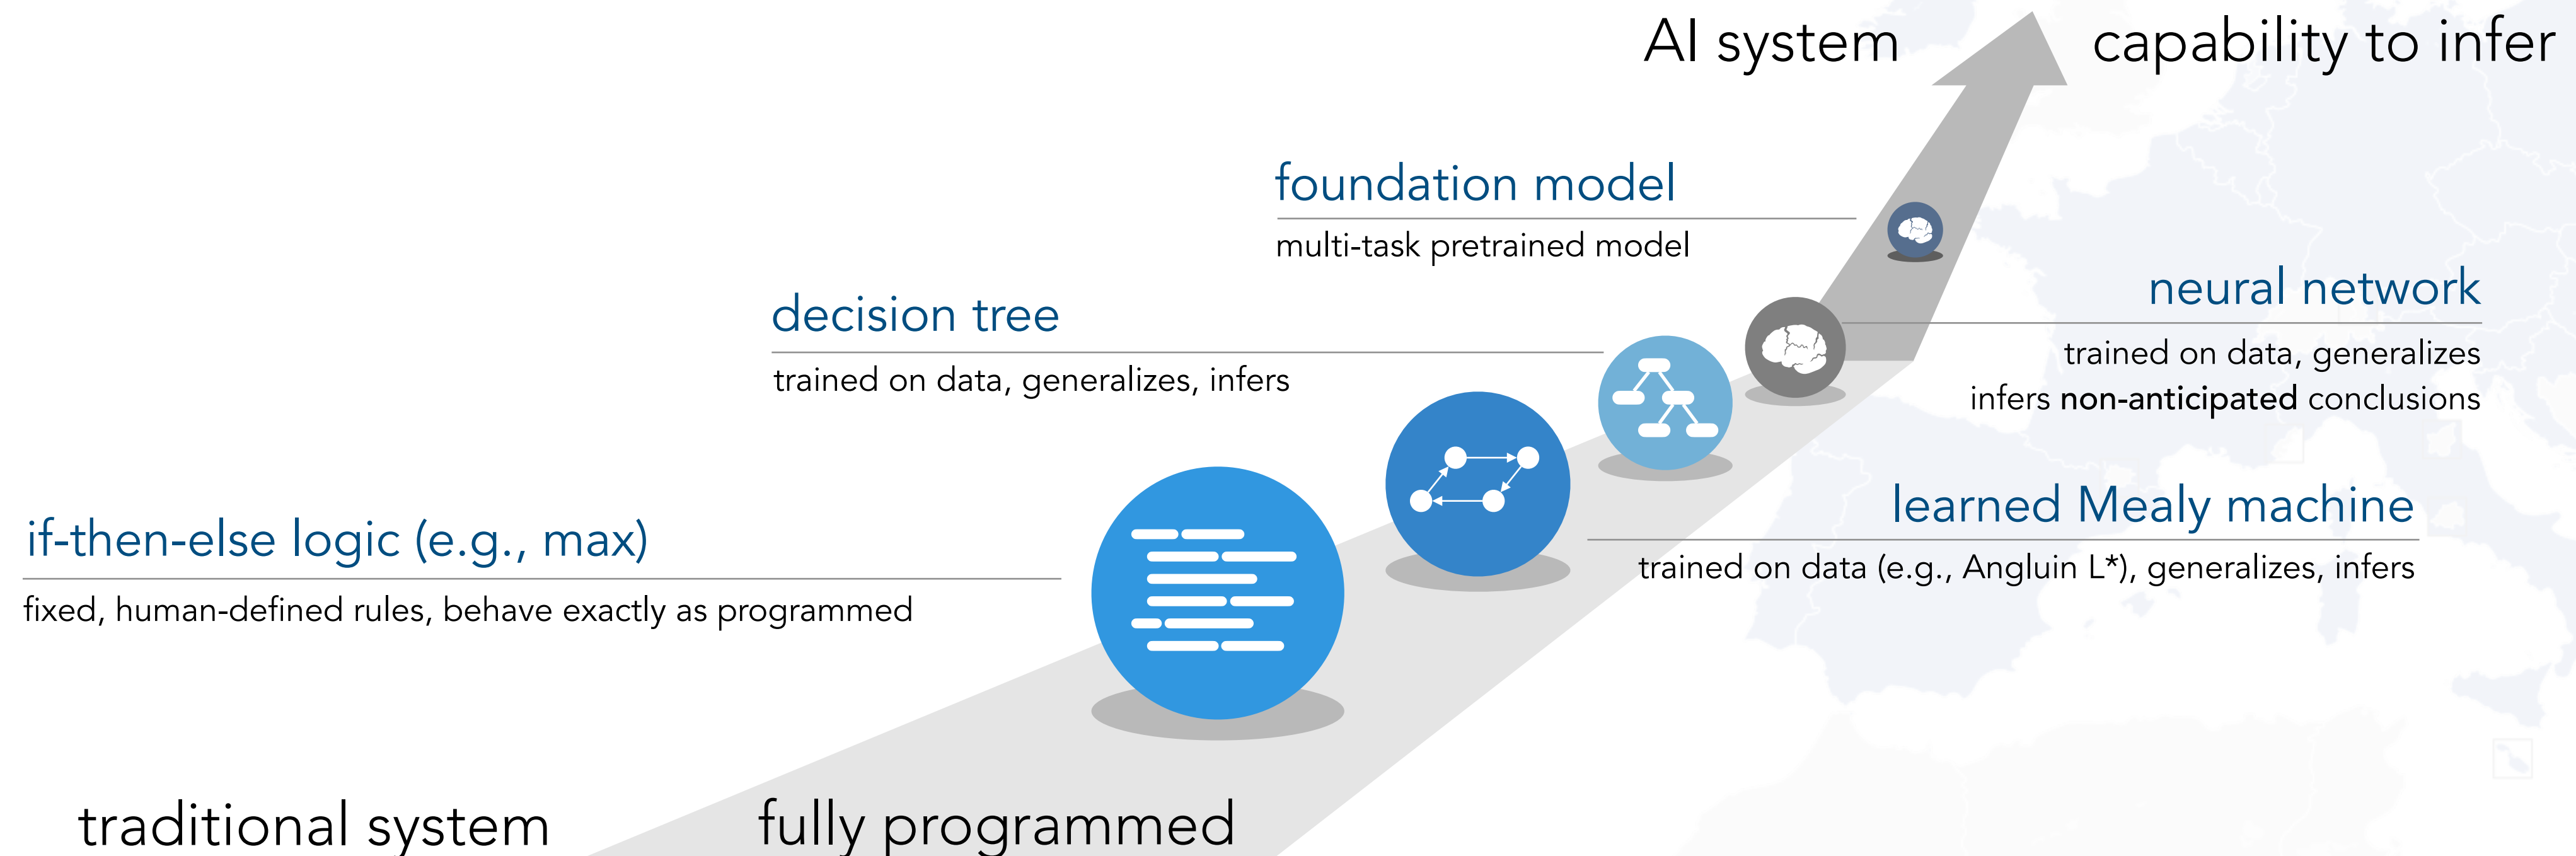 AI system
capability to infer
foundation model
multi-task pretrained model
neural network
trained on data, generalizes
infers non-anticipated conclusions
decision tree
trained on data, generalizes, infers
learned Mealy machine
trained on data (e.g., Angluin L*), generalizes, infers
if-then-else logic (e.g., max)
fixed, human-defined rules, behave exactly as programmed
traditional system
fully programmed